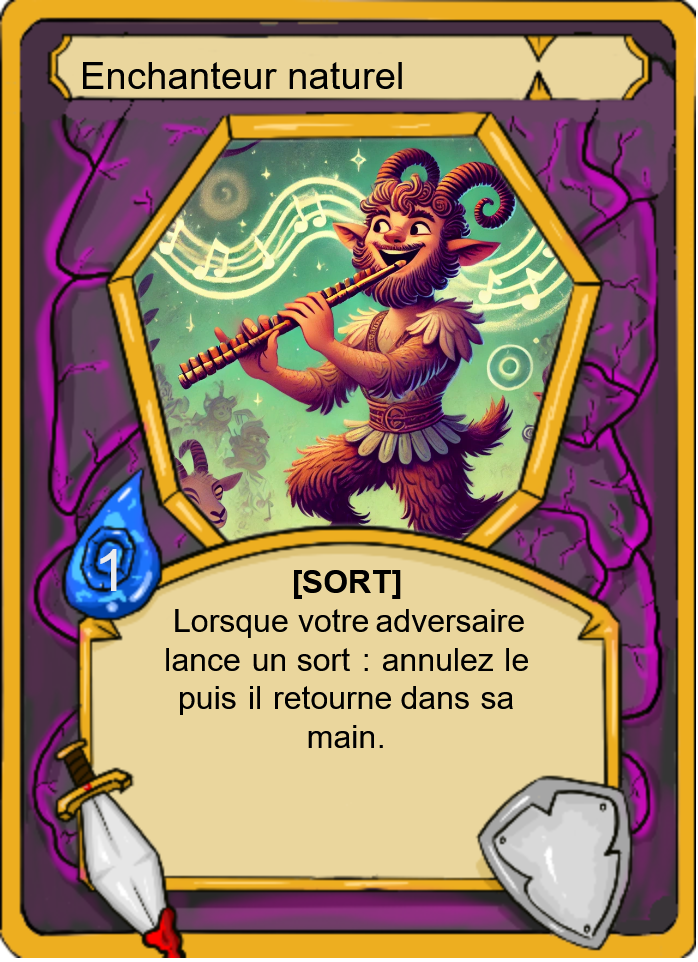 Enchanteur naturel
1
[SORT]
Lorsque votre adversaire
lance un sort : annulez le
puis il retourne dans sa
main.